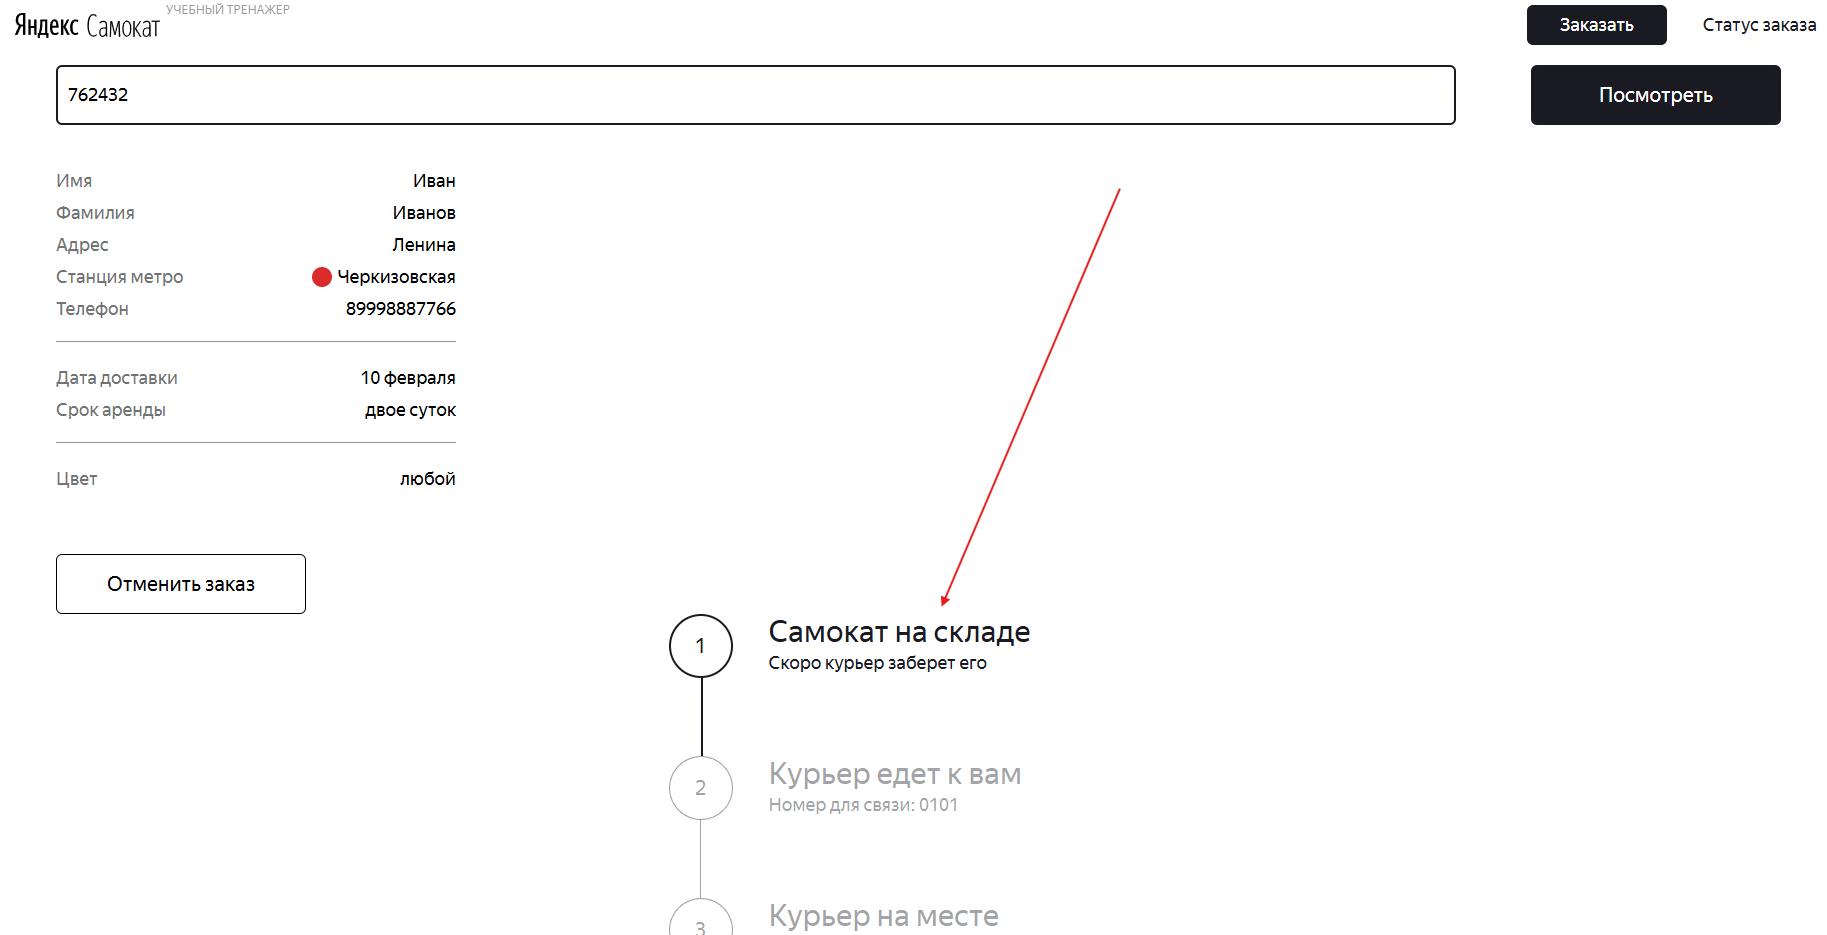 Яндекс Самокат
УЧЕБНЫЙ ТРЕНАЖЕР
Заказать
Статус заказа
762432
Посмотреть
Имя Иван
Фамилия Иванов
Адрес Ленина
Станция метро Черкизовская
Телефон 89998887766
Дата доставки 10 февраля
Срок аренды двое суток
Цвет любой
Отменить заказ
1 Самокат на складе
Скоро курьер заберет его
2 Курьер едет к вам
Номер для связи: 0101
3 Курьер на месте